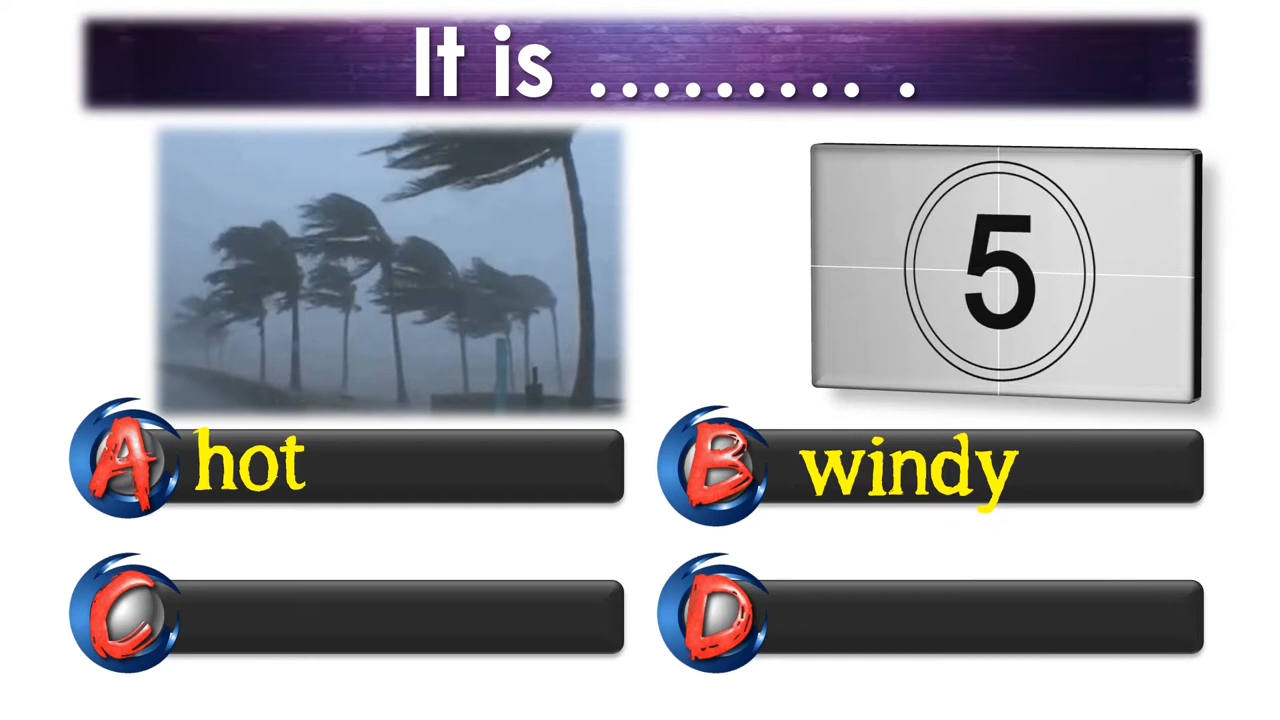 It is ......... .
5
A hot
B windy
C
D